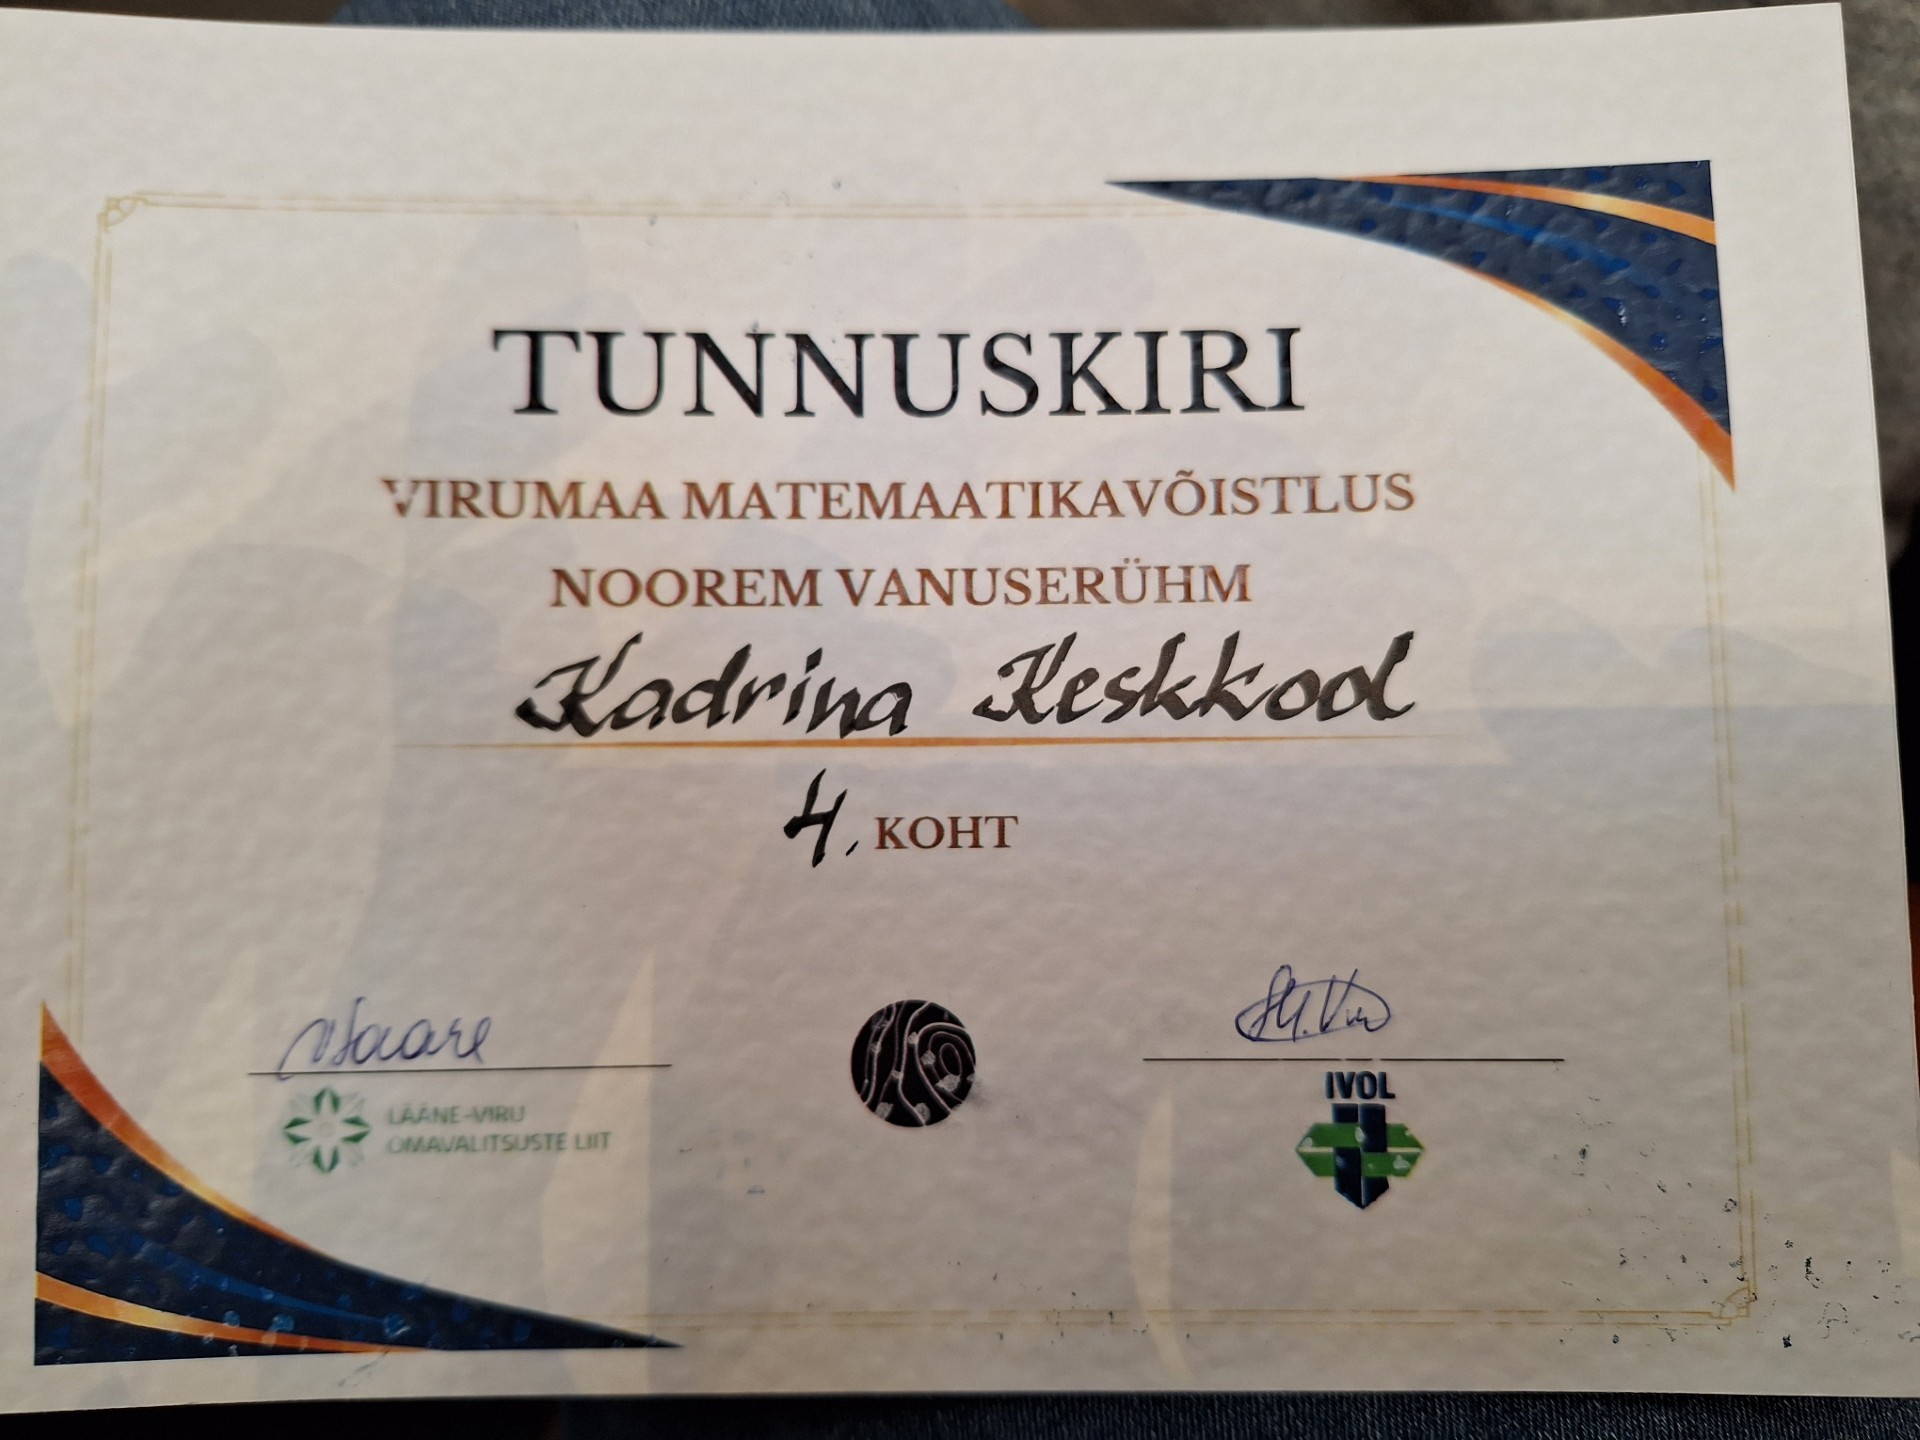 TUNNUSKIRI
VIRUMAA MATEMAATIKAVÕISTLUS
NOOREM VANUSERÜHM
Kadrina Keskkool
4. KOHT
IVOL
LÄÄNE-VIRU
OMAVALITSUSTE LIIT